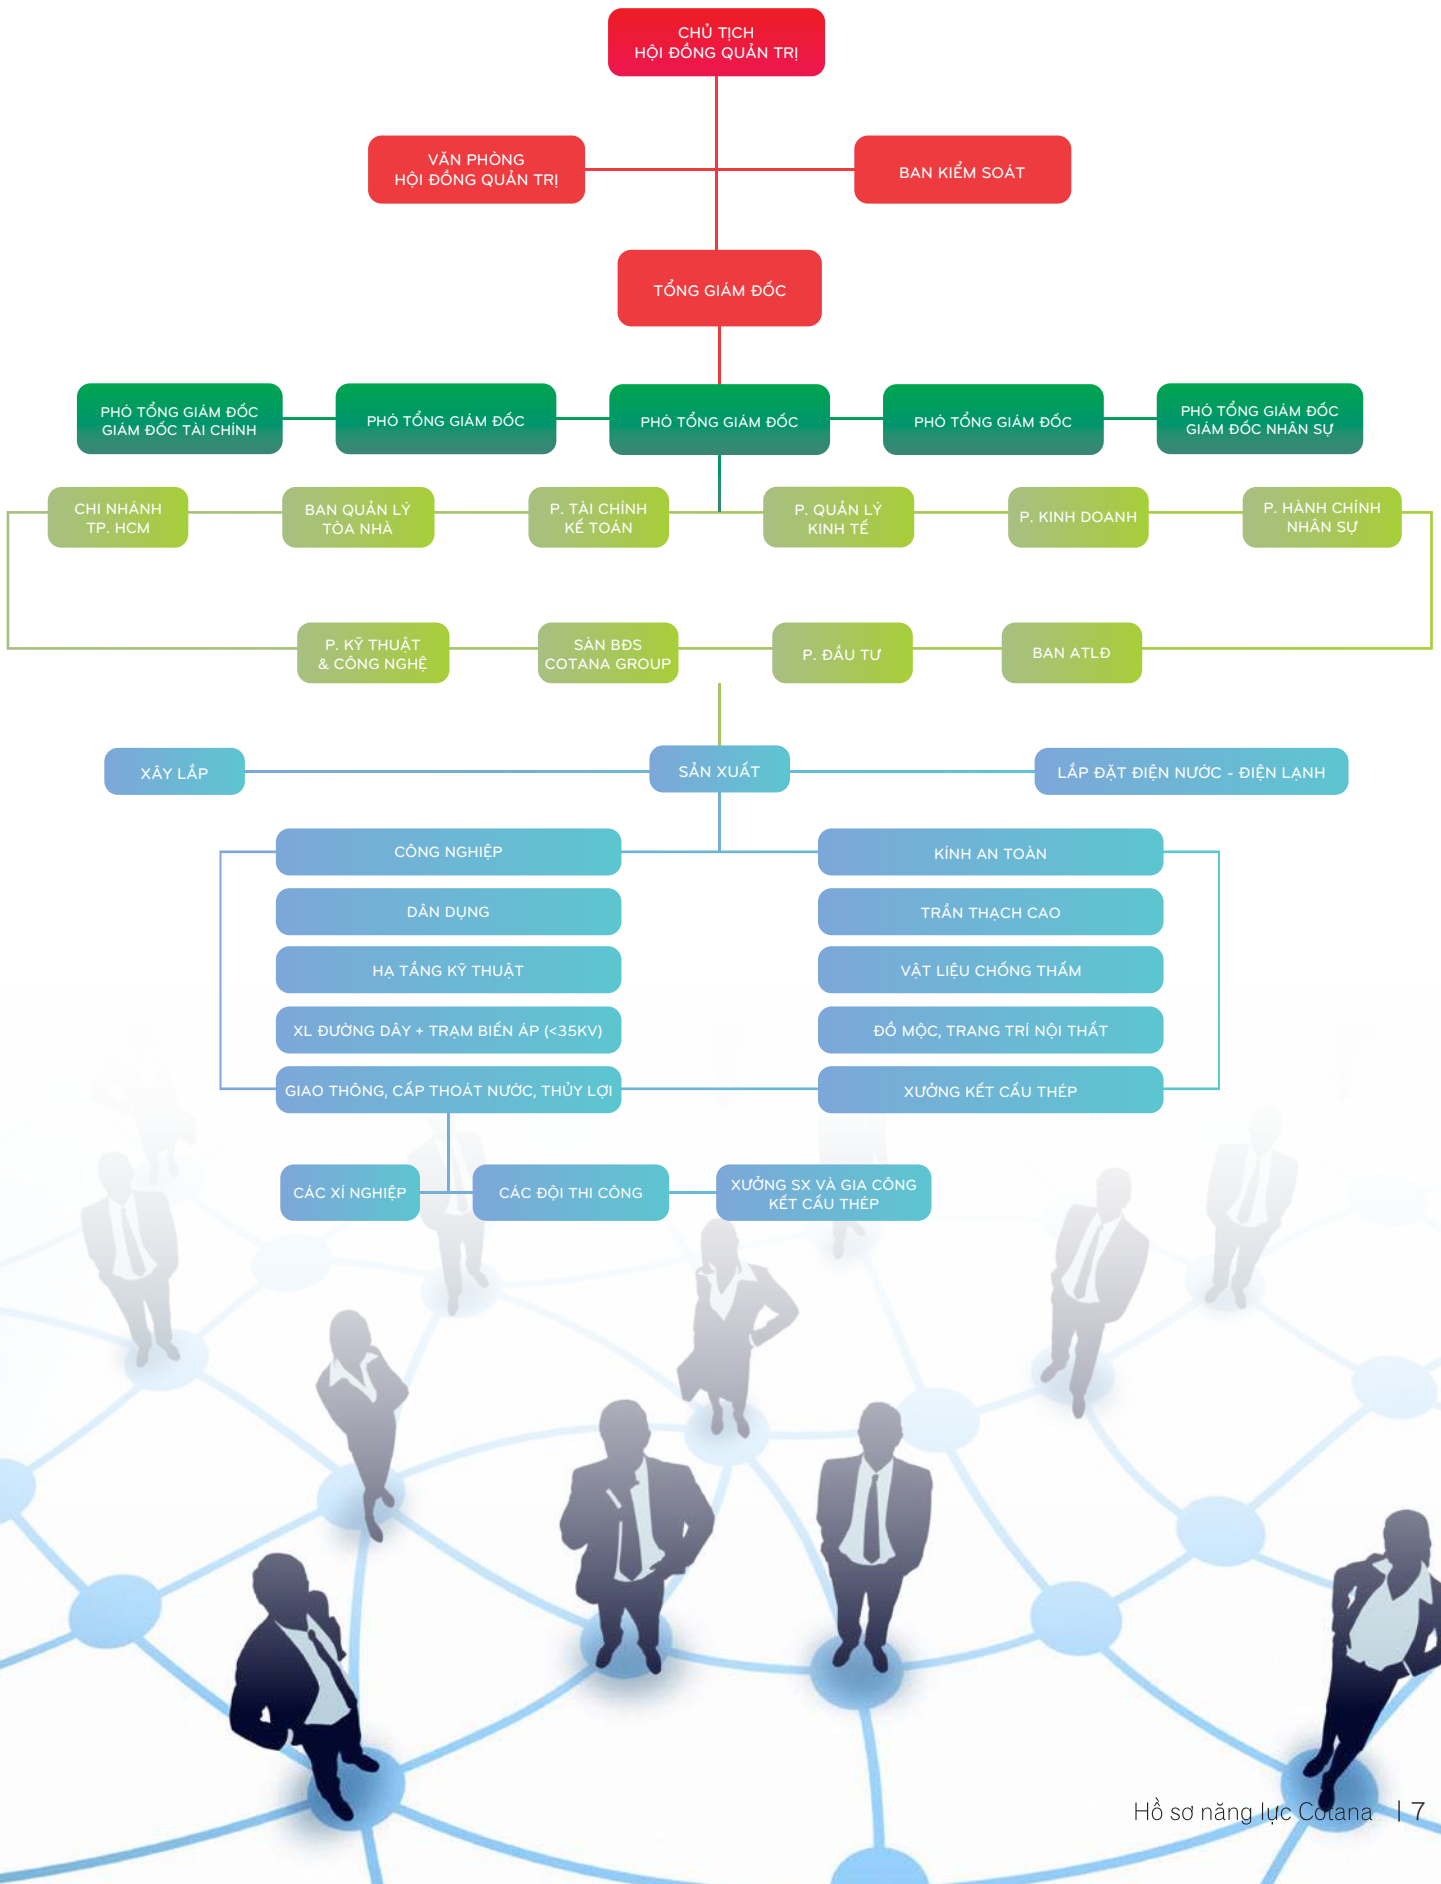 CHỦ TỊCH
HỘI ĐỒNG QUẢN TRỊ
VĂN PHÒNG
HỘI ĐỒNG QUẢN TRỊ
BAN KIỂM SOÁT
TỔNG GIÁM ĐỐC
PHÓ TỔNG GIÁM ĐỐC
GIÁM ĐỐC TÀI CHÍNH
PHÓ TỔNG GIÁM ĐỐC
PHÓ TỔNG GIÁM ĐỐC
PHÓ TỔNG GIÁM ĐỐC
PHÓ TỔNG GIÁM ĐỐC
GIÁM ĐỐC NHÂN SỰ
CHI NHÁNH
TP. HCM
BAN QUẢN LÝ
TÒA NHÀ
P. TÀI CHÍNH
KẾ TOÁN
P. QUẢN LÝ
KINH TẾ
P. KINH DOANH
P. HÀNH CHÍNH
NHÂN SỰ
P. KỸ THUẬT
& CÔNG NGHỆ
SÀN BĐS
COTANA GROUP
P. ĐẦU TƯ
BAN ATLĐ
XÂY LẮP
SẢN XUẤT
LẮP ĐẶT ĐIỆN NƯỚC - ĐIỆN LẠNH
CÔNG NGHIỆP
KÍNH AN TOÀN
DÂN DỤNG
TRẦN THẠCH CAO
HẠ TẦNG KỸ THUẬT
VẬT LIỆU CHỐNG THẤM
XL ĐƯỜNG DÂY + TRẠM BIẾN ÁP (<35KV)
ĐỒ MỘC, TRANG TRÍ NỘI THẤT
GIAO THÔNG, CẤP THOÁT NƯỚC, THỦY LỢI
XƯỞNG KẾT CẤU THÉP
CÁC XÍ NGHIỆP
CÁC ĐỘI THI CÔNG
XƯỞNG SX VÀ GIA CÔNG
KẾT CẤU THÉP
Hồ sơ năng lực Cotana | 7